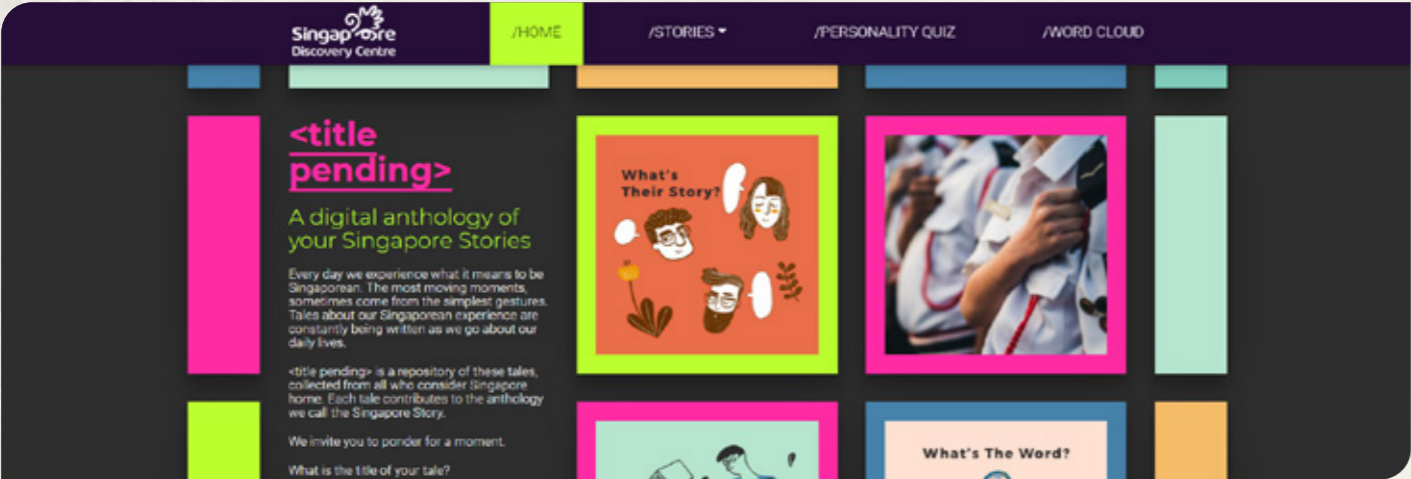 Singapore
Discovery Centre
/HOME
/STORIES
/PERSONALITY QUIZ
/WORD CLOUD
<title
pending>
A digital anthology of
your Singapore Stories
Every day we experience what it means to be
Singaporean. The most moving moments,
sometimes come from the simplest gestures.
Tales about our Singaporean experience are
constantly being written as we go about our
daily lives.
<title pending> is a repository of these tales,
collected from all who consider Singapore
home. Each tale contributes to the anthology
we call the Singapore Story.
We invite you to ponder for a moment.
What is the title of your tale?
What's
Their Story?
What's The Word?